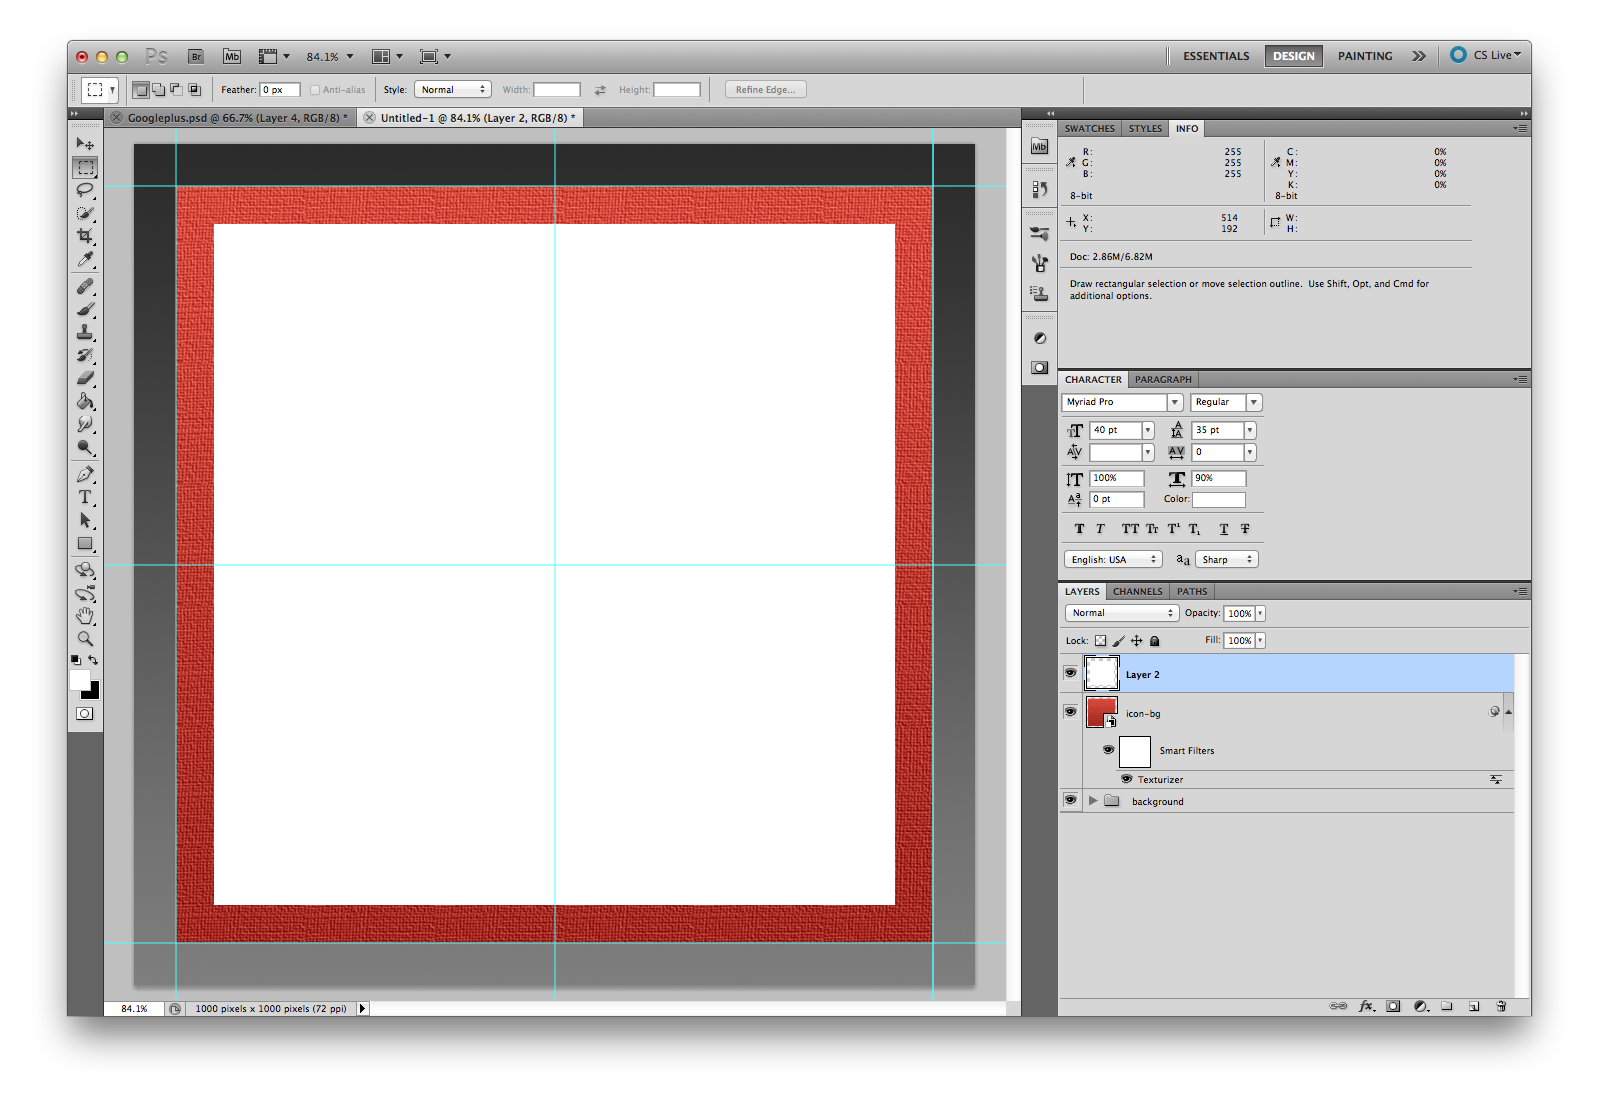 Ps Br Mb 84.1% ESSENTIALS DESIGN PAINTING CS Live
Feather: 0 px Anti-alias Style: Normal Width: Height: Refine Edge...
Googleplus.psd @ 66.7% (Layer 4, RGB/8) * Untitled-1 @ 84.1% (Layer 2, RGB/8) *
Mb
SWATCHES STYLES INFO
R: 255 C: 0%
G: 255 M: 0%
B: 255 Y: 0%
K: 0%
8-bit 8-bit
X: 514 W:
Y: 192 H:
Doc: 2.86M/6.82M
Draw rectangular selection or move selection outline. Use Shift, Opt, and Cmd for
additional options.
CHARACTER PARAGRAPH
Myriad Pro Regular
40 pt 35 pt
0
100% 90%
0 pt Color:
T T TT Tr T¹ T₁ T T
English: USA aa Sharp
LAYERS CHANNELS PATHS
Normal Opacity: 100%
Lock: Fill: 100%
Layer 2
icon-bg
Smart Filters
Texturizer
background
84.1% 1000 pixels x 1000 pixels (72 ppi)
fx